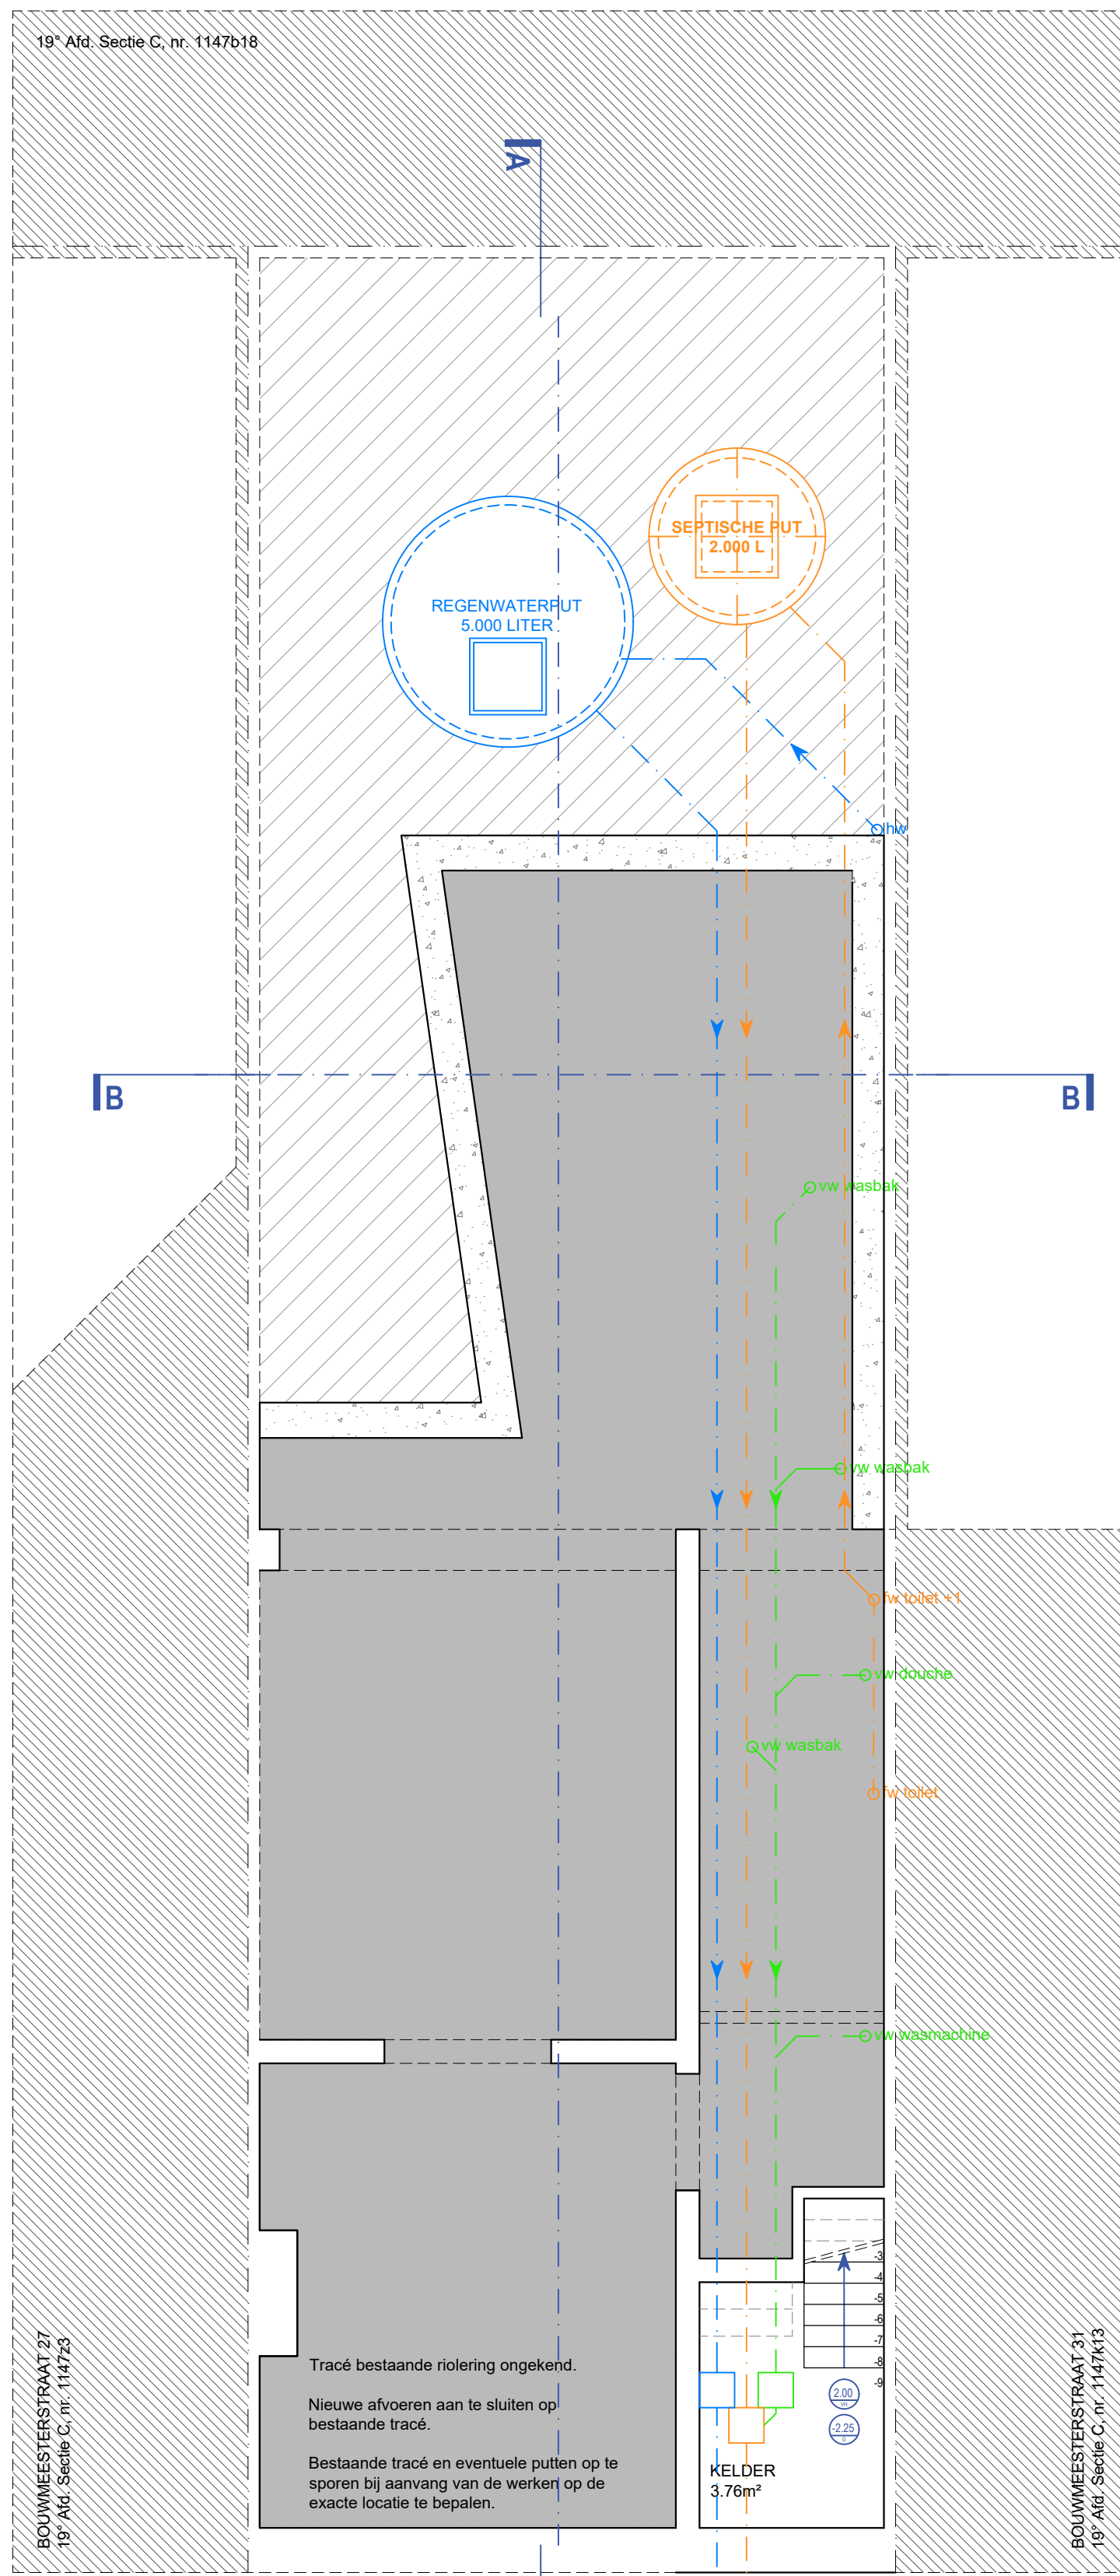 19° Afd. Sectie C, nr. 1147b18
A
SEPTISCHE PUT
2.000 L
REGENWATERPUT
5.000 LITER
lhw
B
B
vw wasbak
vw wasbak
fw toilet +1
vw douche
vw wasbak
fw toilet
vw wasmachine
-3
-4
-5
-6
-7
-8
-9
2.00
VH
-2.25
Tracé bestaande riolering ongekend.
Nieuwe afvoeren aan te sluiten op
bestaande tracé.
Bestaande tracé en eventuele putten op te
sporen bij aanvang van de werken op de
exacte locatie te bepalen.
KELDER
3.76m²
BOUWMEESTERSTRAAT 27
19° Afd. Sectie C, nr. 1147z3
BOUWMEESTERSTRAAT 31
19° Afd. Sectie C, nr. 1147k13